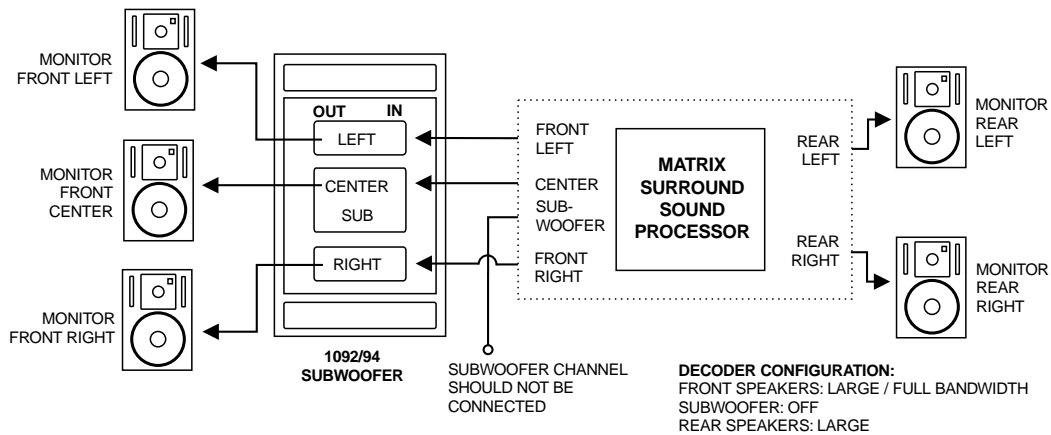 MONITOR
FRONT LEFT
MONITOR
FRONT
CENTER
MONITOR
FRONT RIGHT
OUT IN
LEFT
CENTER
SUB
RIGHT
1092/94
SUBWOOFER
FRONT
LEFT
CENTER
SUB-
WOOFER
FRONT
RIGHT
SUBWOOFER CHANNEL
SHOULD NOT BE
CONNECTED
MATRIX
SURROUND
SOUND
PROCESSOR
REAR
LEFT
REAR
RIGHT
MONITOR
REAR
LEFT
MONITOR
REAR
RIGHT
DECODER CONFIGURATION:
FRONT SPEAKERS: LARGE / FULL BANDWIDTH
SUBWOOFER: OFF
REAR SPEAKERS: LARGE